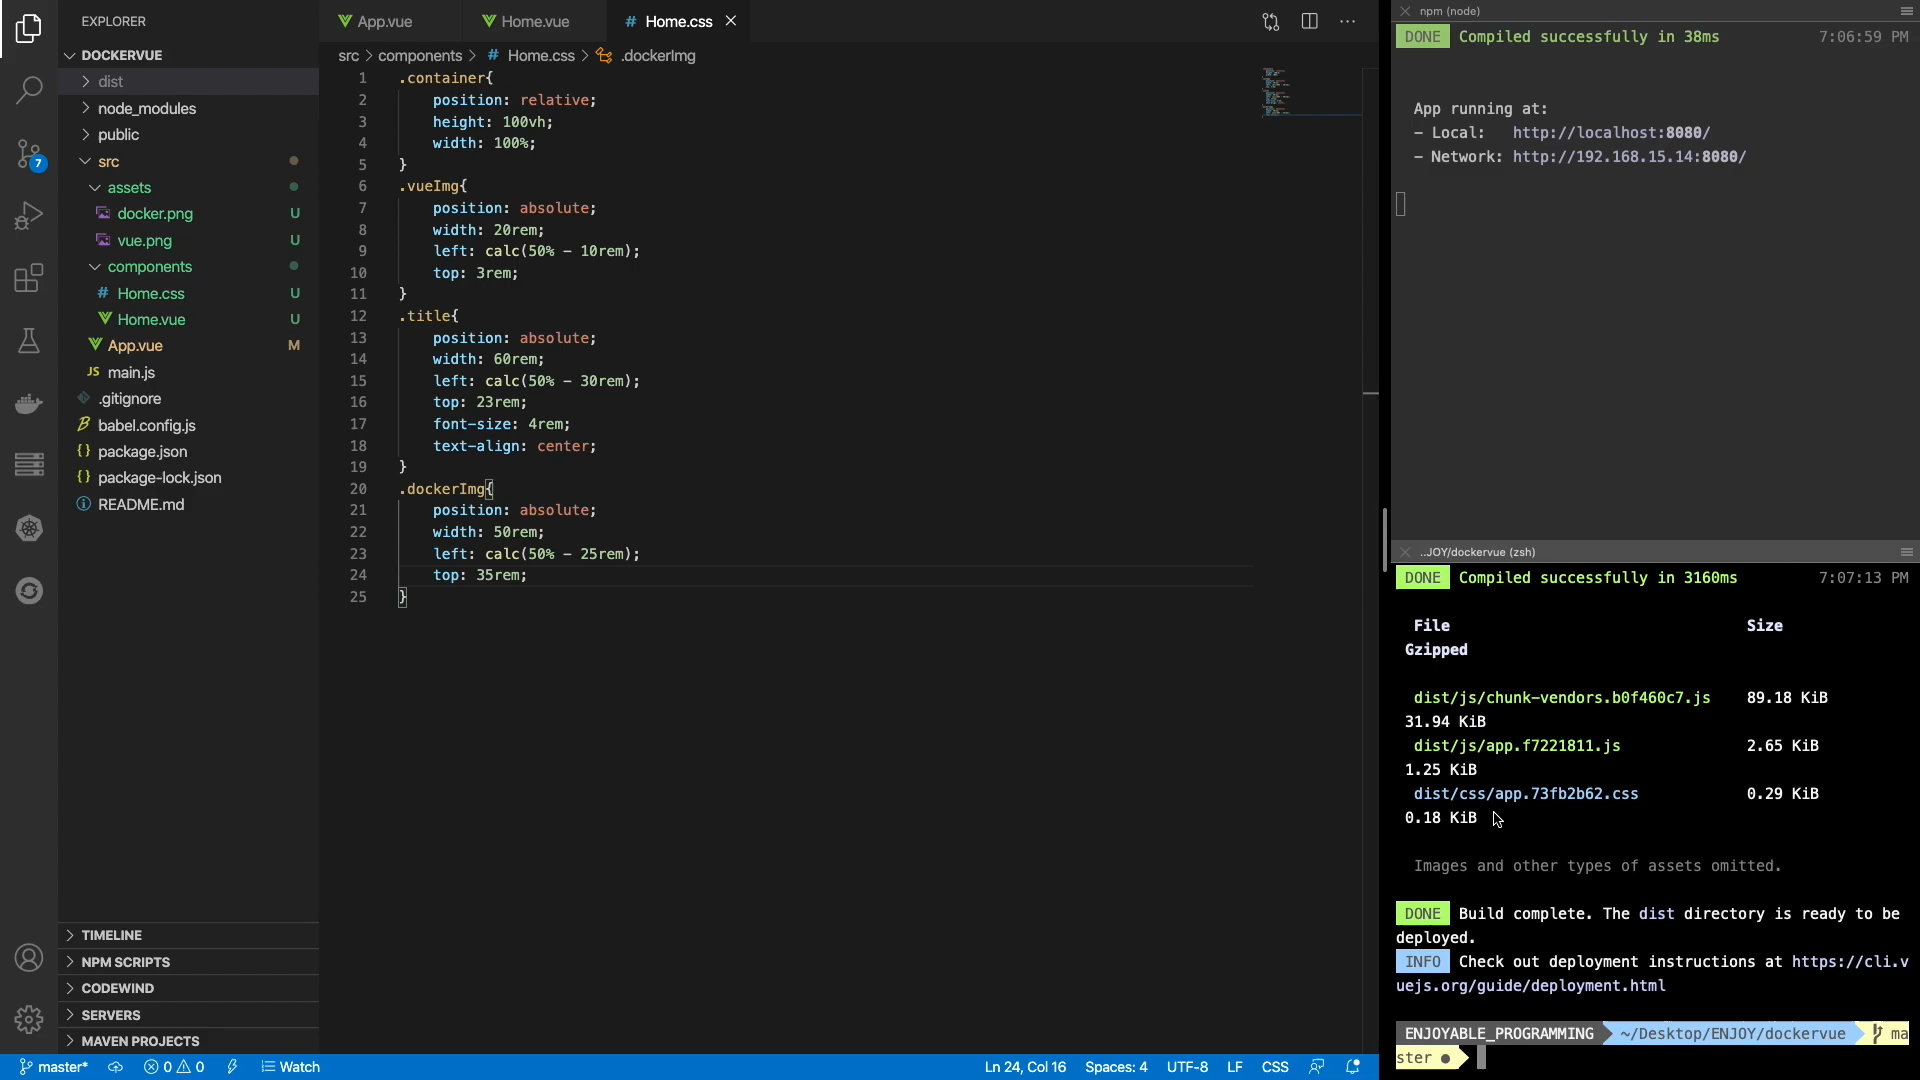 EXPLORER
DOCKERVUE
dist
node_modules
public
src
assets
docker.png U
vue.png U
components
# Home.css U
Home.vue U
App.vue M
JS main.js
.gitignore
babel.config.js
{} package.json
{} package-lock.json
README.md
7
TIMELINE
NPM SCRIPTS
CODEWIND
SERVERS
MAVEN PROJECTS
App.vue
Home.vue
# Home.css
src > components > # Home.css > .dockerImg
1 .container{
2 position: relative;
3 height: 100vh;
4 width: 100%;
5 }
6 .vueImg{
7 position: absolute;
8 width: 20rem;
9 left: calc(50% - 10rem);
10 top: 3rem;
11 }
12 .title{
13 position: absolute;
14 width: 60rem;
15 left: calc(50% - 30rem);
16 top: 23rem;
17 font-size: 4rem;
18 text-align: center;
19 }
20 .dockerImg{
21 position: absolute;
22 width: 50rem;
23 left: calc(50% - 25rem);
24 top: 35rem;
25 }
npm (node)
DONE Compiled successfully in 38ms 7:06:59 PM
App running at:
- Local: http://localhost:8080/
- Network: http://192.168.15.14:8080/
..JOY/dockervue (zsh)
DONE Compiled successfully in 3160ms 7:07:13 PM
File Size
Gzipped
dist/js/chunk-vendors.b0f460c7.js 89.18 KiB
31.94 KiB
dist/js/app.f7221811.js 2.65 KiB
1.25 KiB
dist/css/app.73fb2b62.css 0.29 KiB
0.18 KiB
Images and other types of assets omitted.
DONE Build complete. The dist directory is ready to be
deployed.
INFO Check out deployment instructions at https://cli.v
uejs.org/guide/deployment.html
ENJOYABLE_PROGRAMMING ~/Desktop/ENJOY/dockervue ma
ster ●
master* 0 0 Watch Ln 24, Col 16 Spaces: 4 UTF-8 LF CSS